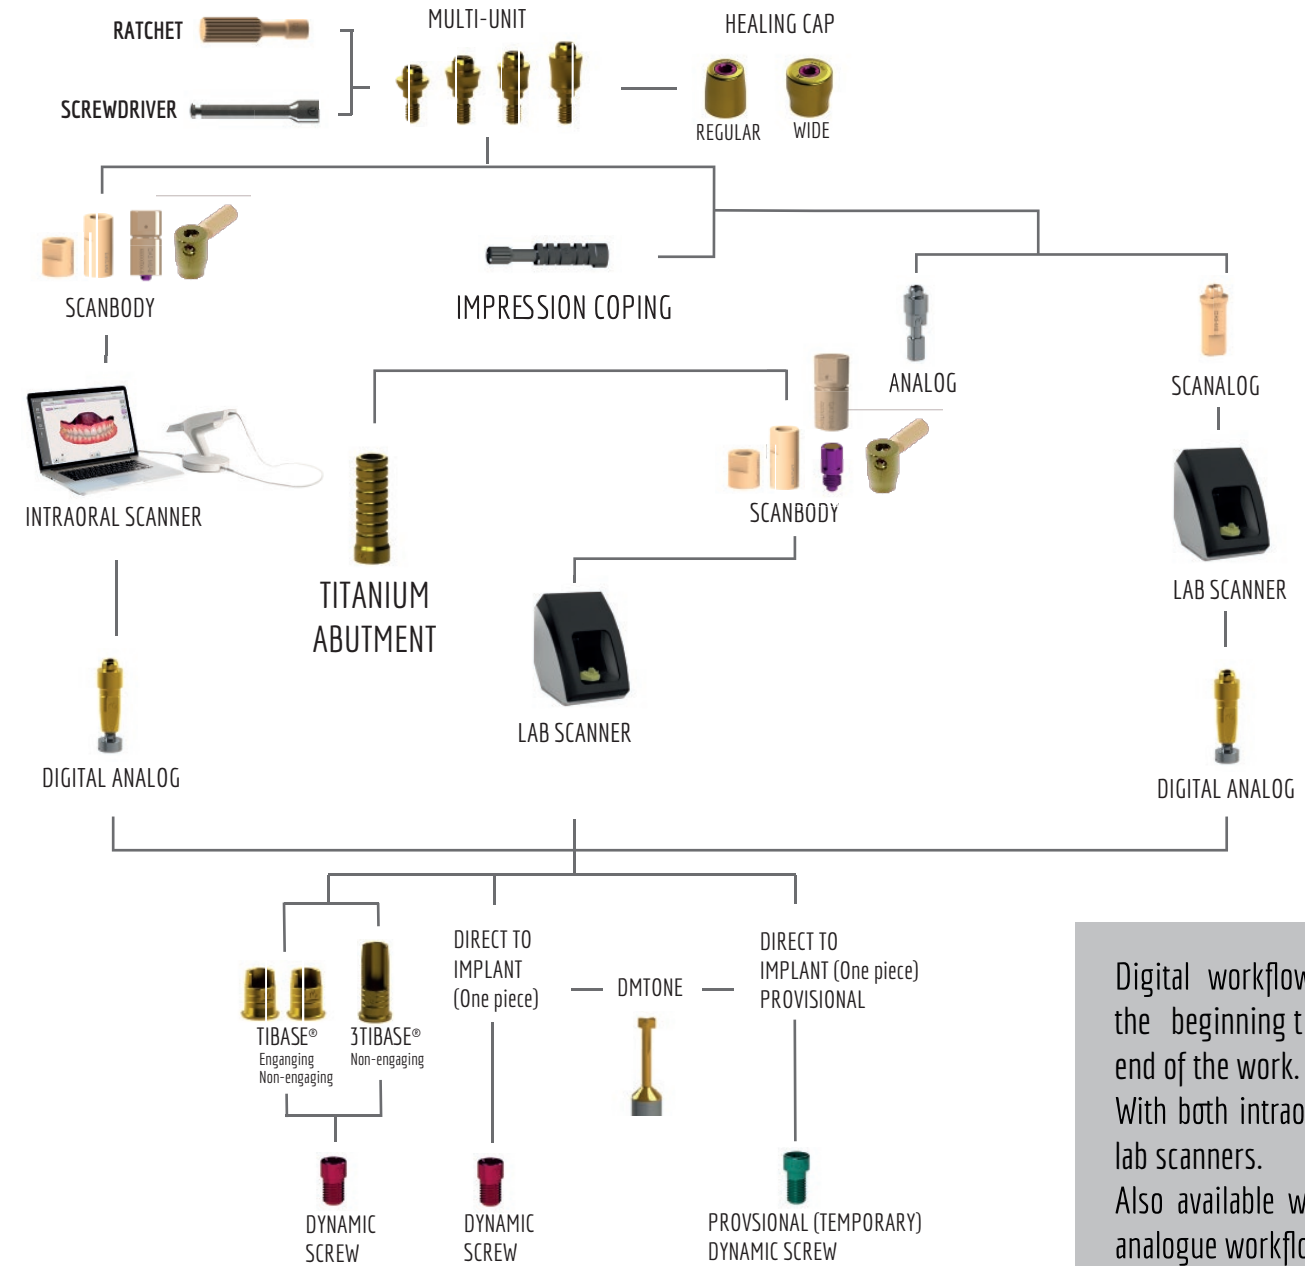 RATCHET
MULTI-UNIT
HEALING CAP
SCREWDRIVER
REGULAR
WIDE
SCANBODY
IMPRESSION COPING
ANALOG
SCANALOG
INTRAORAL SCANNER
SCANBODY
TITANIUM
ABUTMENT
LAB SCANNER
LAB SCANNER
DIGITAL ANALOG
DIGITAL ANALOG
DIRECT TO
IMPLANT
(One piece)
DMTONE
DIRECT TO
IMPLANT (One piece)
PROVISIONAL
TIBASE®
Enganging
Non-engaging
3TIBASE®
Non-engaging
DYNAMIC
SCREW
DYNAMIC
SCREW
PROVSIONAL (TEMPORARY)
DYNAMIC SCREW
Digital workflow
the beginning t
end of the work.
With both intrao
lab scanners.
Also available w
analogue workflo